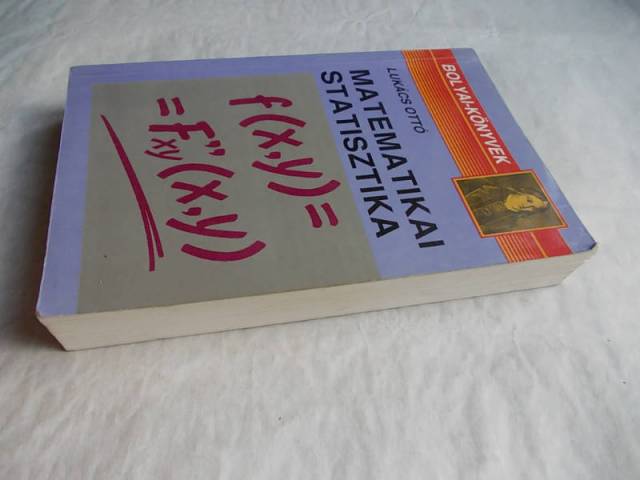 BOLYAI-KÖNYVEK
LUKÁCS OTTÓ
MATEMATIKAI
STATISZTIKA
f(x,y)=
=F"xy(x,y)